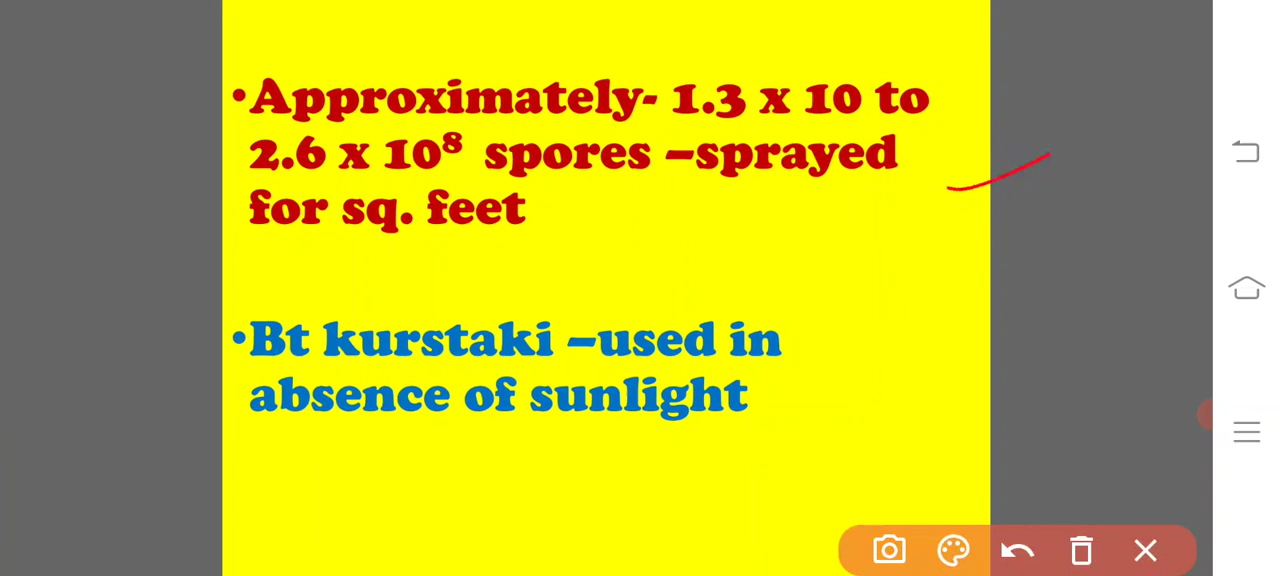 •Approximately- 1.3 x 10 to
2.6 x 10⁸ spores –sprayed
for sq. feet
•Bt kurstaki –used in
absence of sunlight